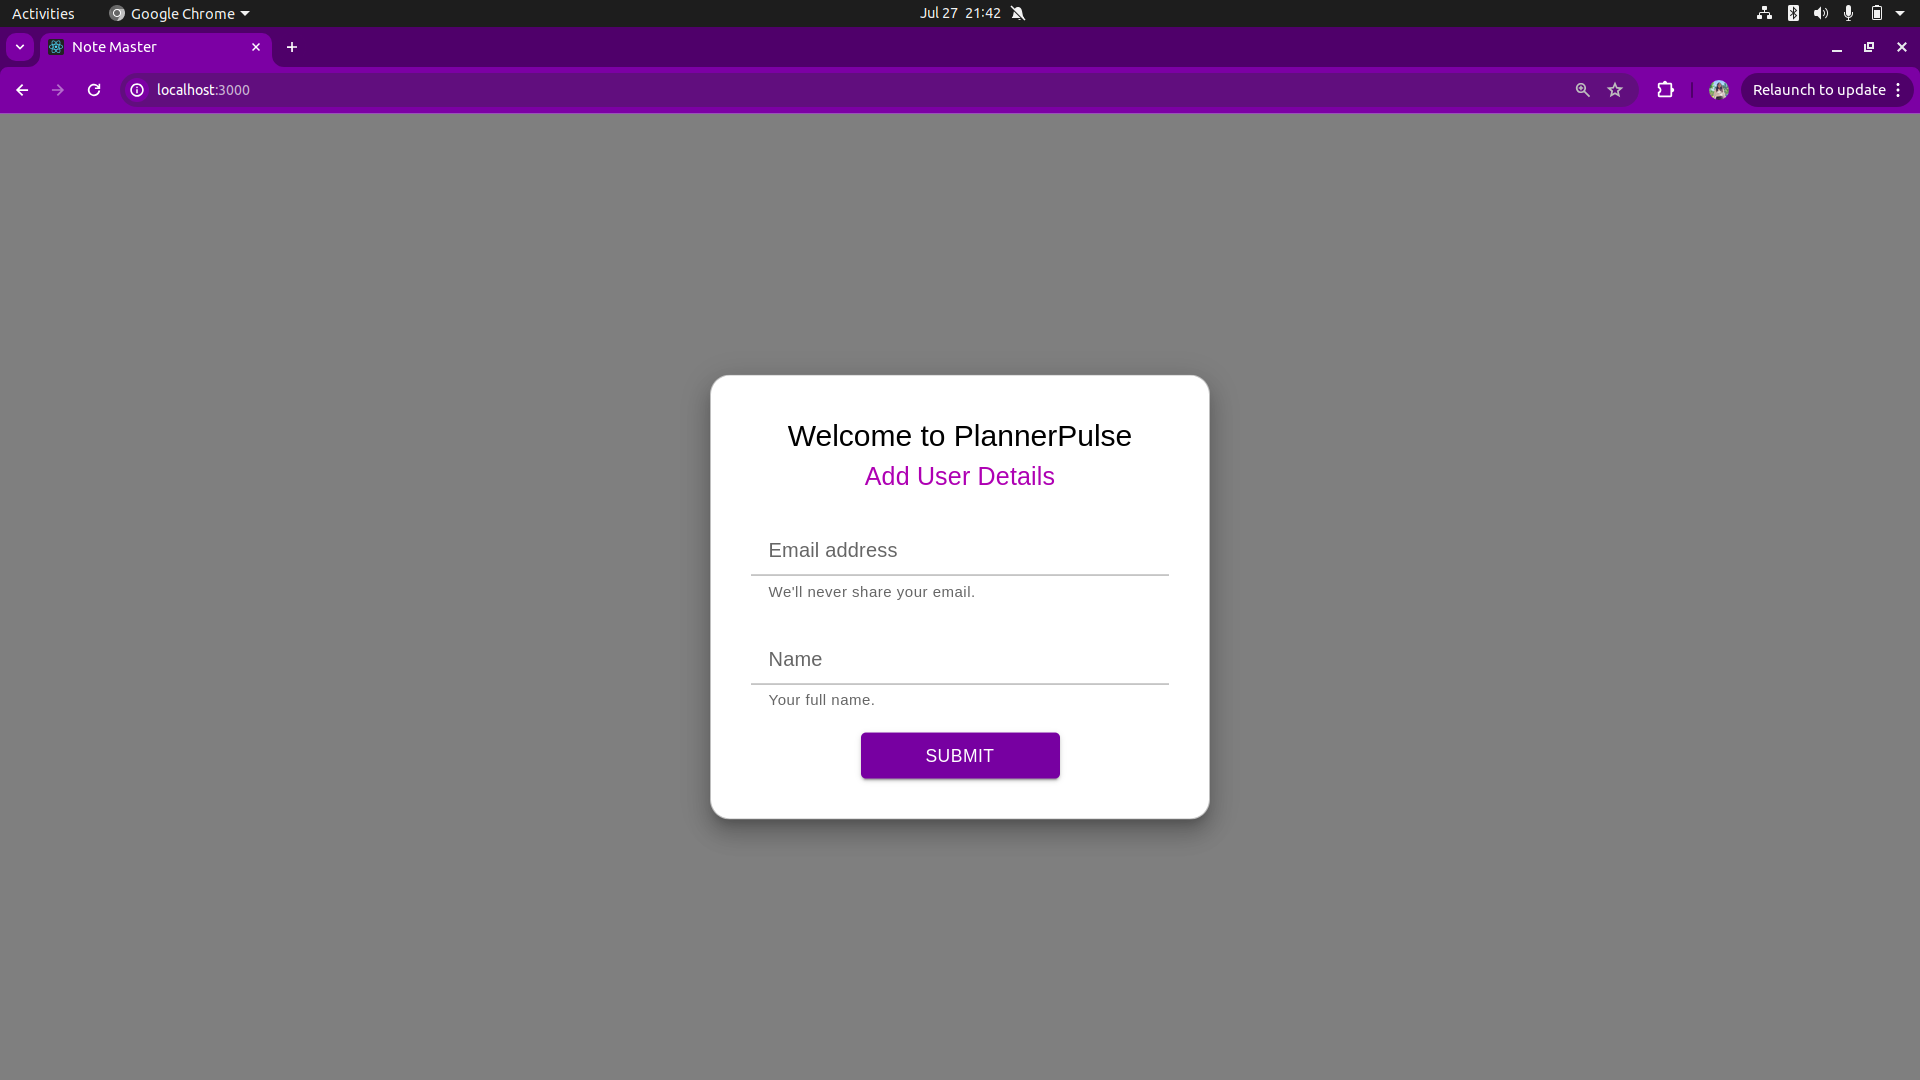 Activities
Google Chrome
Jul 27 21:42
Note Master
localhost:3000
Relaunch to update
Welcome to PlannerPulse
Add User Details
Email address
We'll never share your email.
Name
Your full name.
SUBMIT